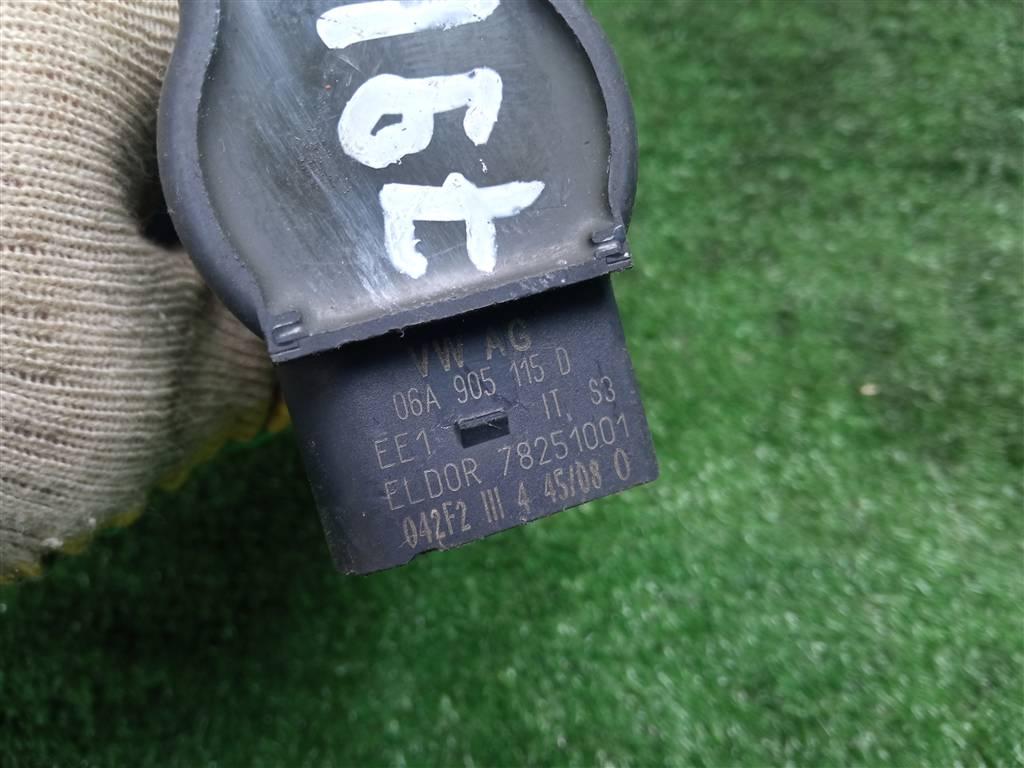 VW AG
06A 905 115 D
IT, S3
EE1
ELDOR 78251001
042F2 III 4 45/08 0